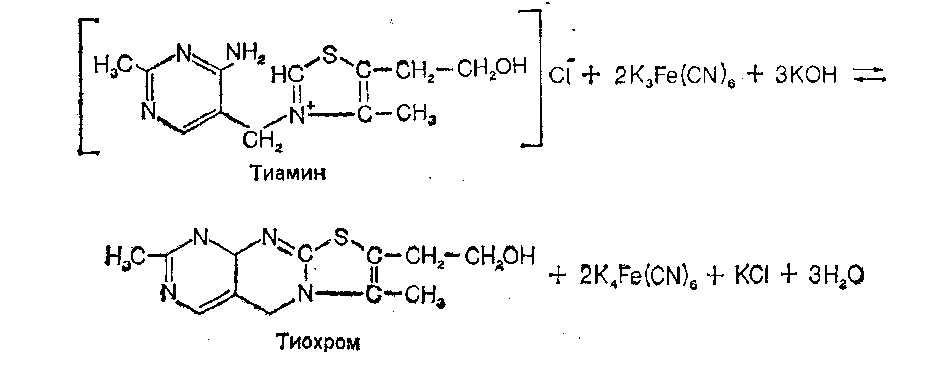 NH₂
H₃C N HC S C—CH₂—CH₂OH Cl⁻ + 2K₃Fe(CN)₆ + 3KOH ⇌
N N⁺ C—CH₃
CH₂
Тиамин
H₃C N N C S C—CH₂—CH₂OH + 2K₄Fe(CN)₆ + KCl + 3H₂O
N N C—CH₃
Тиохром